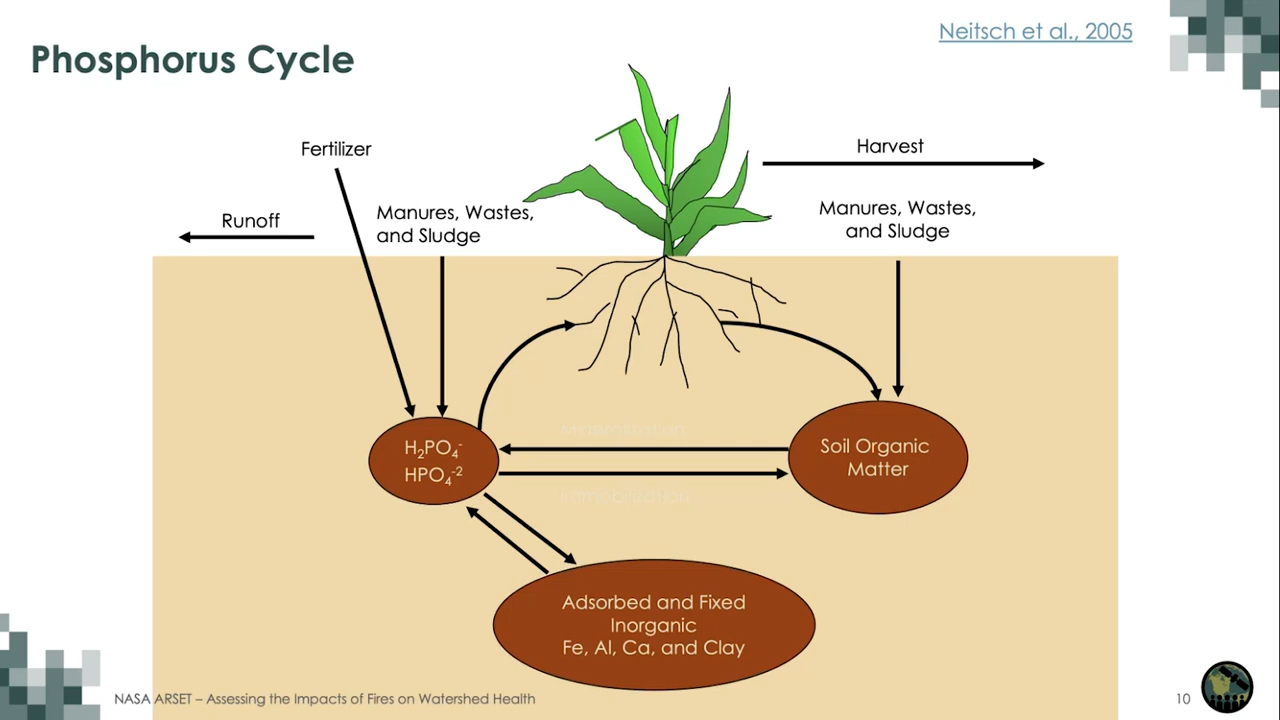 Neitsch et al., 2005
Phosphorus Cycle
Fertilizer
Harvest
Runoff
Manures, Wastes,
and Sludge
Manures, Wastes,
and Sludge
Mineralization
H₂PO₄⁻
HPO₄⁻²
Soil Organic
Matter
Immobilization
Adsorbed and Fixed
Inorganic
Fe, Al, Ca, and Clay
NASA ARSET – Assessing the Impacts of Fires on Watershed Health
10